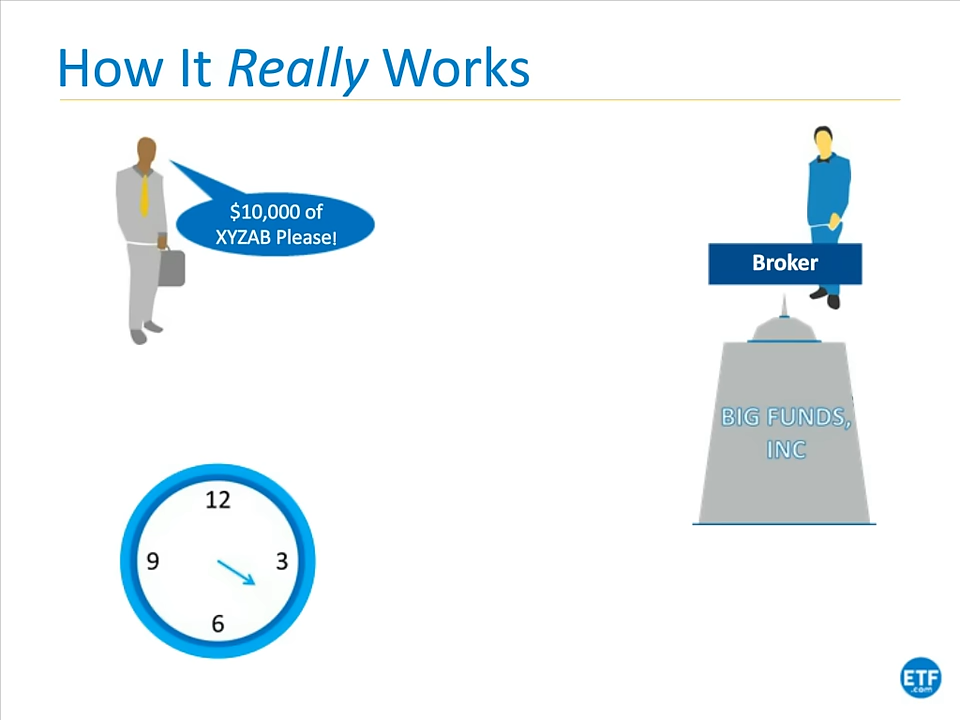 How It Really Works
$10,000 of
XYZAB Please!
Broker
BIG FUNDS,
INC
12
9
3
6
ETF
.com